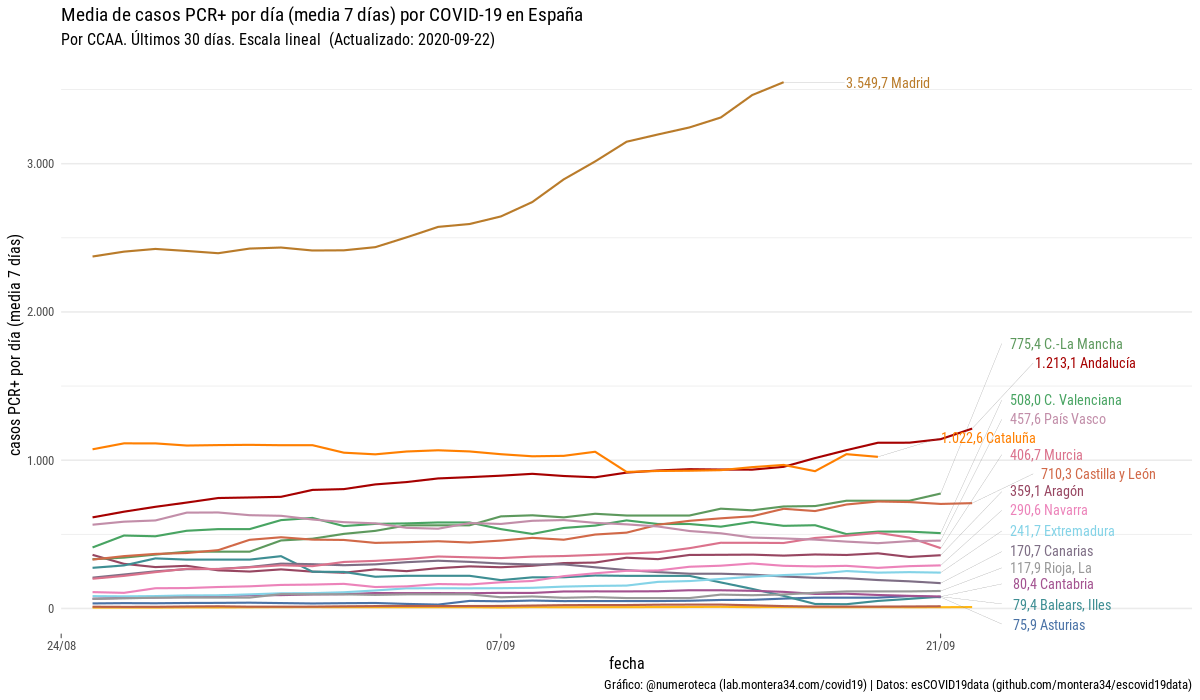 Media de casos PCR+ por día (media 7 días) por COVID-19 en España
Por CCAA. Últimos 30 días. Escala lineal  (Actualizado: 2020-09-22)
casos PCR+ por día (media 7 días)
3.000
2.000
1.000
0
3.549,7 Madrid
775,4 C.-La Mancha
1.213,1 Andalucía
508,0 C. Valenciana
457,6 País Vasco
1.022,6 Cataluña
406,7 Murcia
710,3 Castilla y León
359,1 Aragón
290,6 Navarra
241,7 Extremadura
170,7 Canarias
117,9 Rioja, La
80,4 Cantabria
79,4 Balears, Illes
75,9 Asturias
24/08
07/09
21/09
fecha
Gráfico: @numeroteca (lab.montera34.com/covid19) | Datos: esCOVID19data (github.com/montera34/escovid19data)